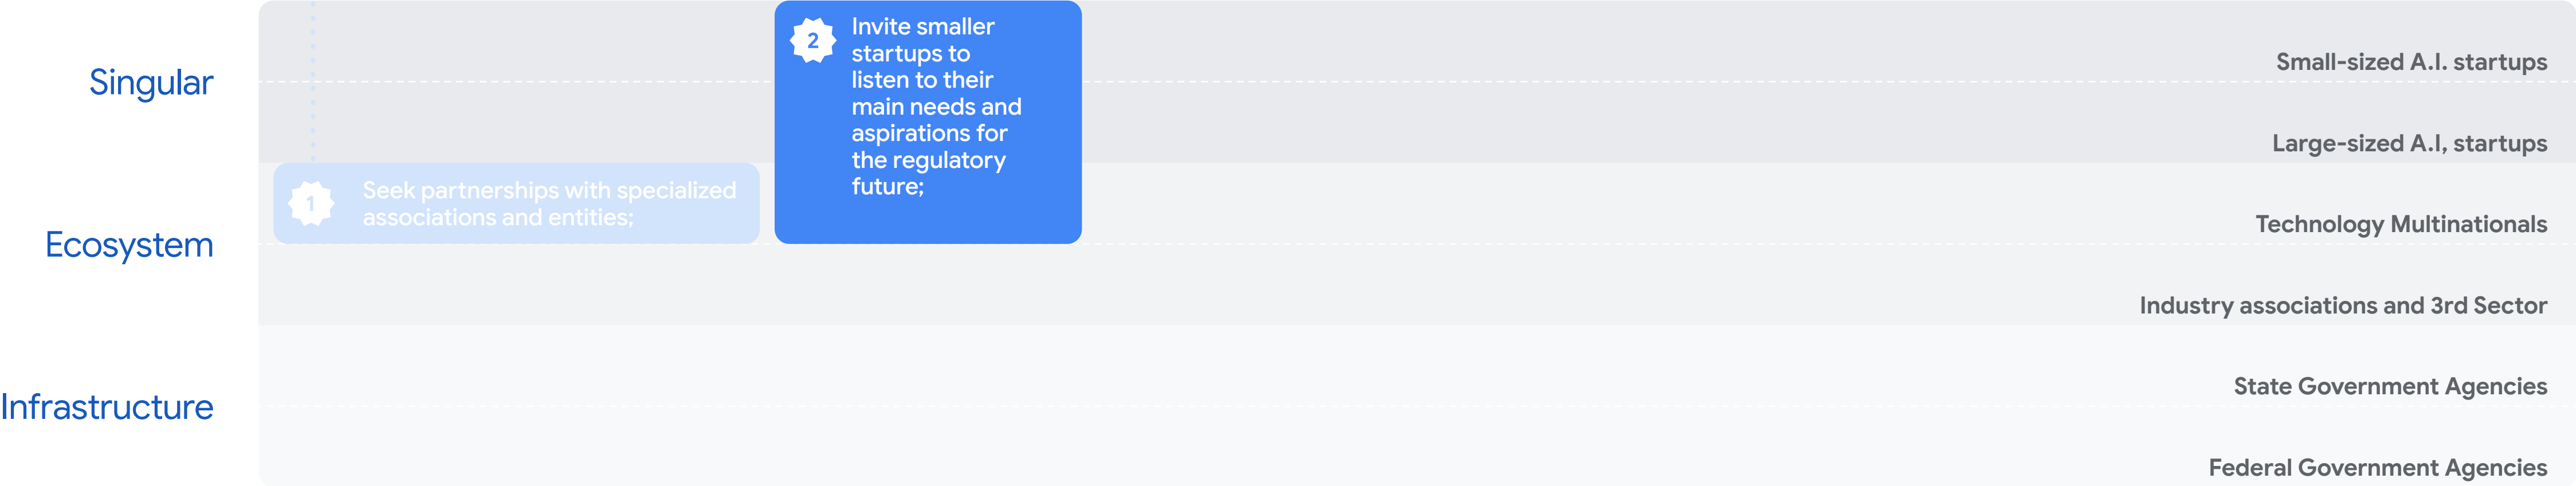 Singular
Ecosystem
Infrastructure
1
Seek partnerships with specialized
associations and entities;
2
Invite smaller
startups to
listen to their
main needs and
aspirations for
the regulatory
future;
Small-sized A.I. startups
Large-sized A.I, startups
Technology Multinationals
Industry associations and 3rd Sector
State Government Agencies
Federal Government Agencies